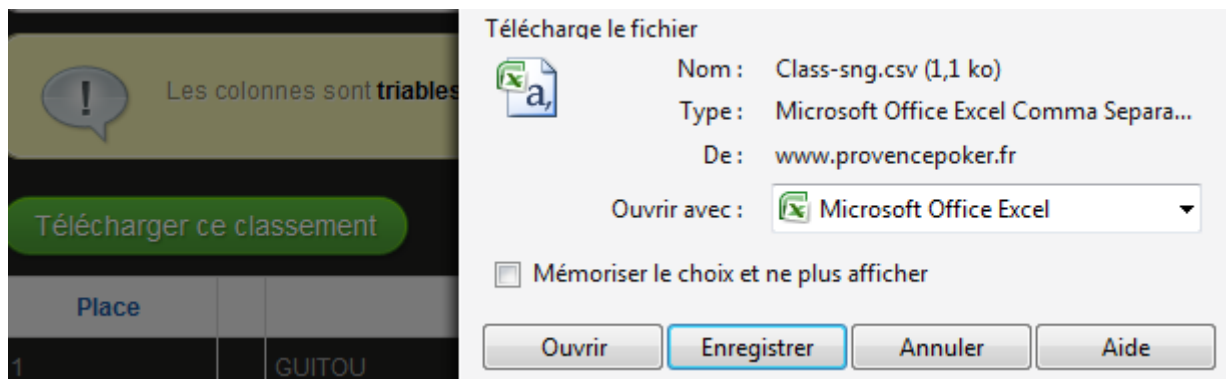 Les colonnes sont triables
Télécharger ce classement
Place
1 GUITOU
Télécharge le fichier
Nom : Class-sng.csv (1,1 ko)
Type : Microsoft Office Excel Comma Separa...
De : www.provencepoker.fr
Ouvrir avec : Microsoft Office Excel
Mémoriser le choix et ne plus afficher
Ouvrir Enregistrer Annuler Aide